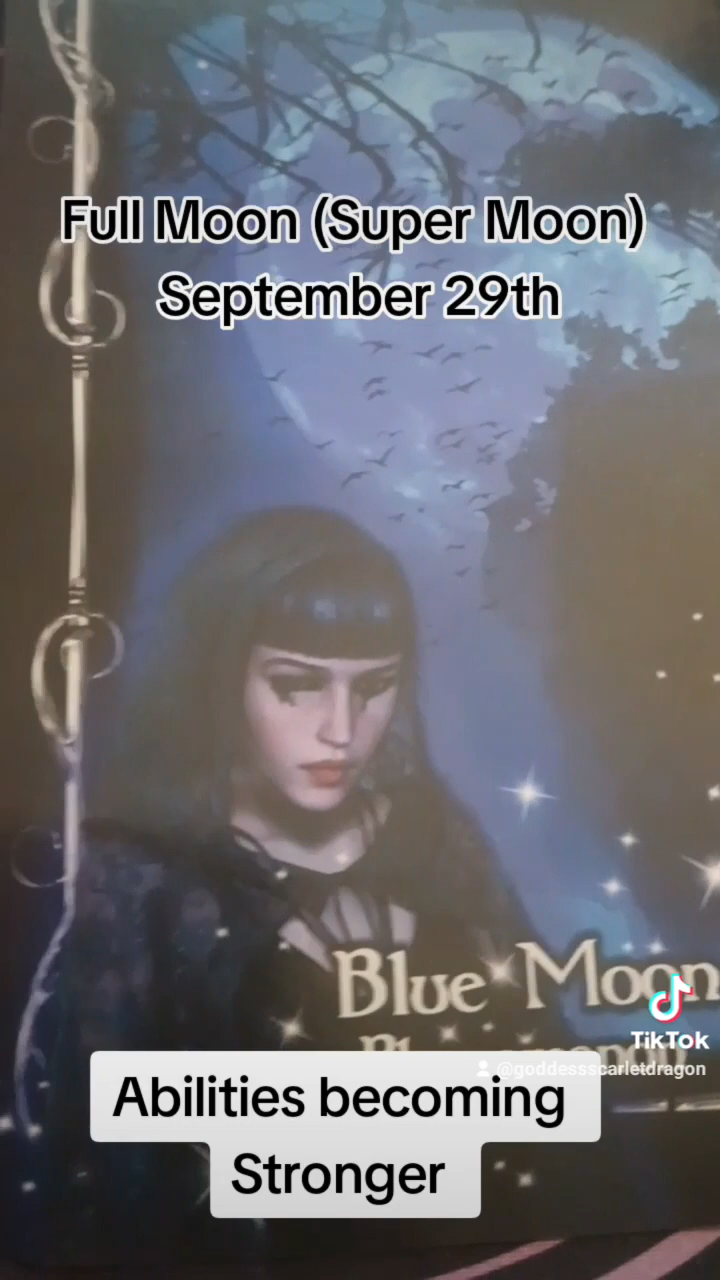 Full Moon (Super Moon)
September 29th
Blue Moon
TikTok
@goddessscarletdragon
Abilities becoming
Stronger